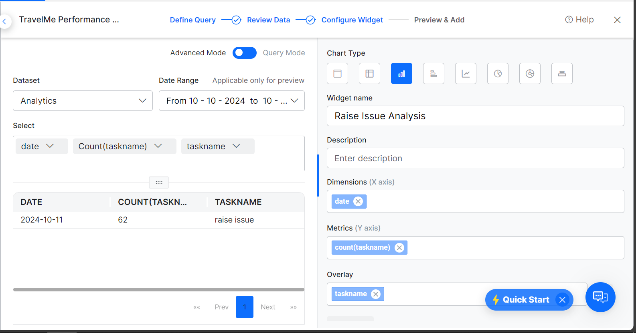 TravelMe Performance ...
Define Query Review Data Configure Widget Preview & Add
Help
Advanced Mode Query Mode
Dataset
Date Range Applicable only for preview
Analytics
From 10 - 10 - 2024 to 10 - ...
Select
date Count(taskname) taskname
DATE COUNT(TASKN... TASKNAME
2024-10-11 62 raise issue
«« Prev 1 Next »»
Chart Type
Widget name
Raise Issue Analysis
Description
Enter description
Dimensions (X axis)
date
Metrics (Y axis)
count(taskname)
Overlay
taskname
Quick Start